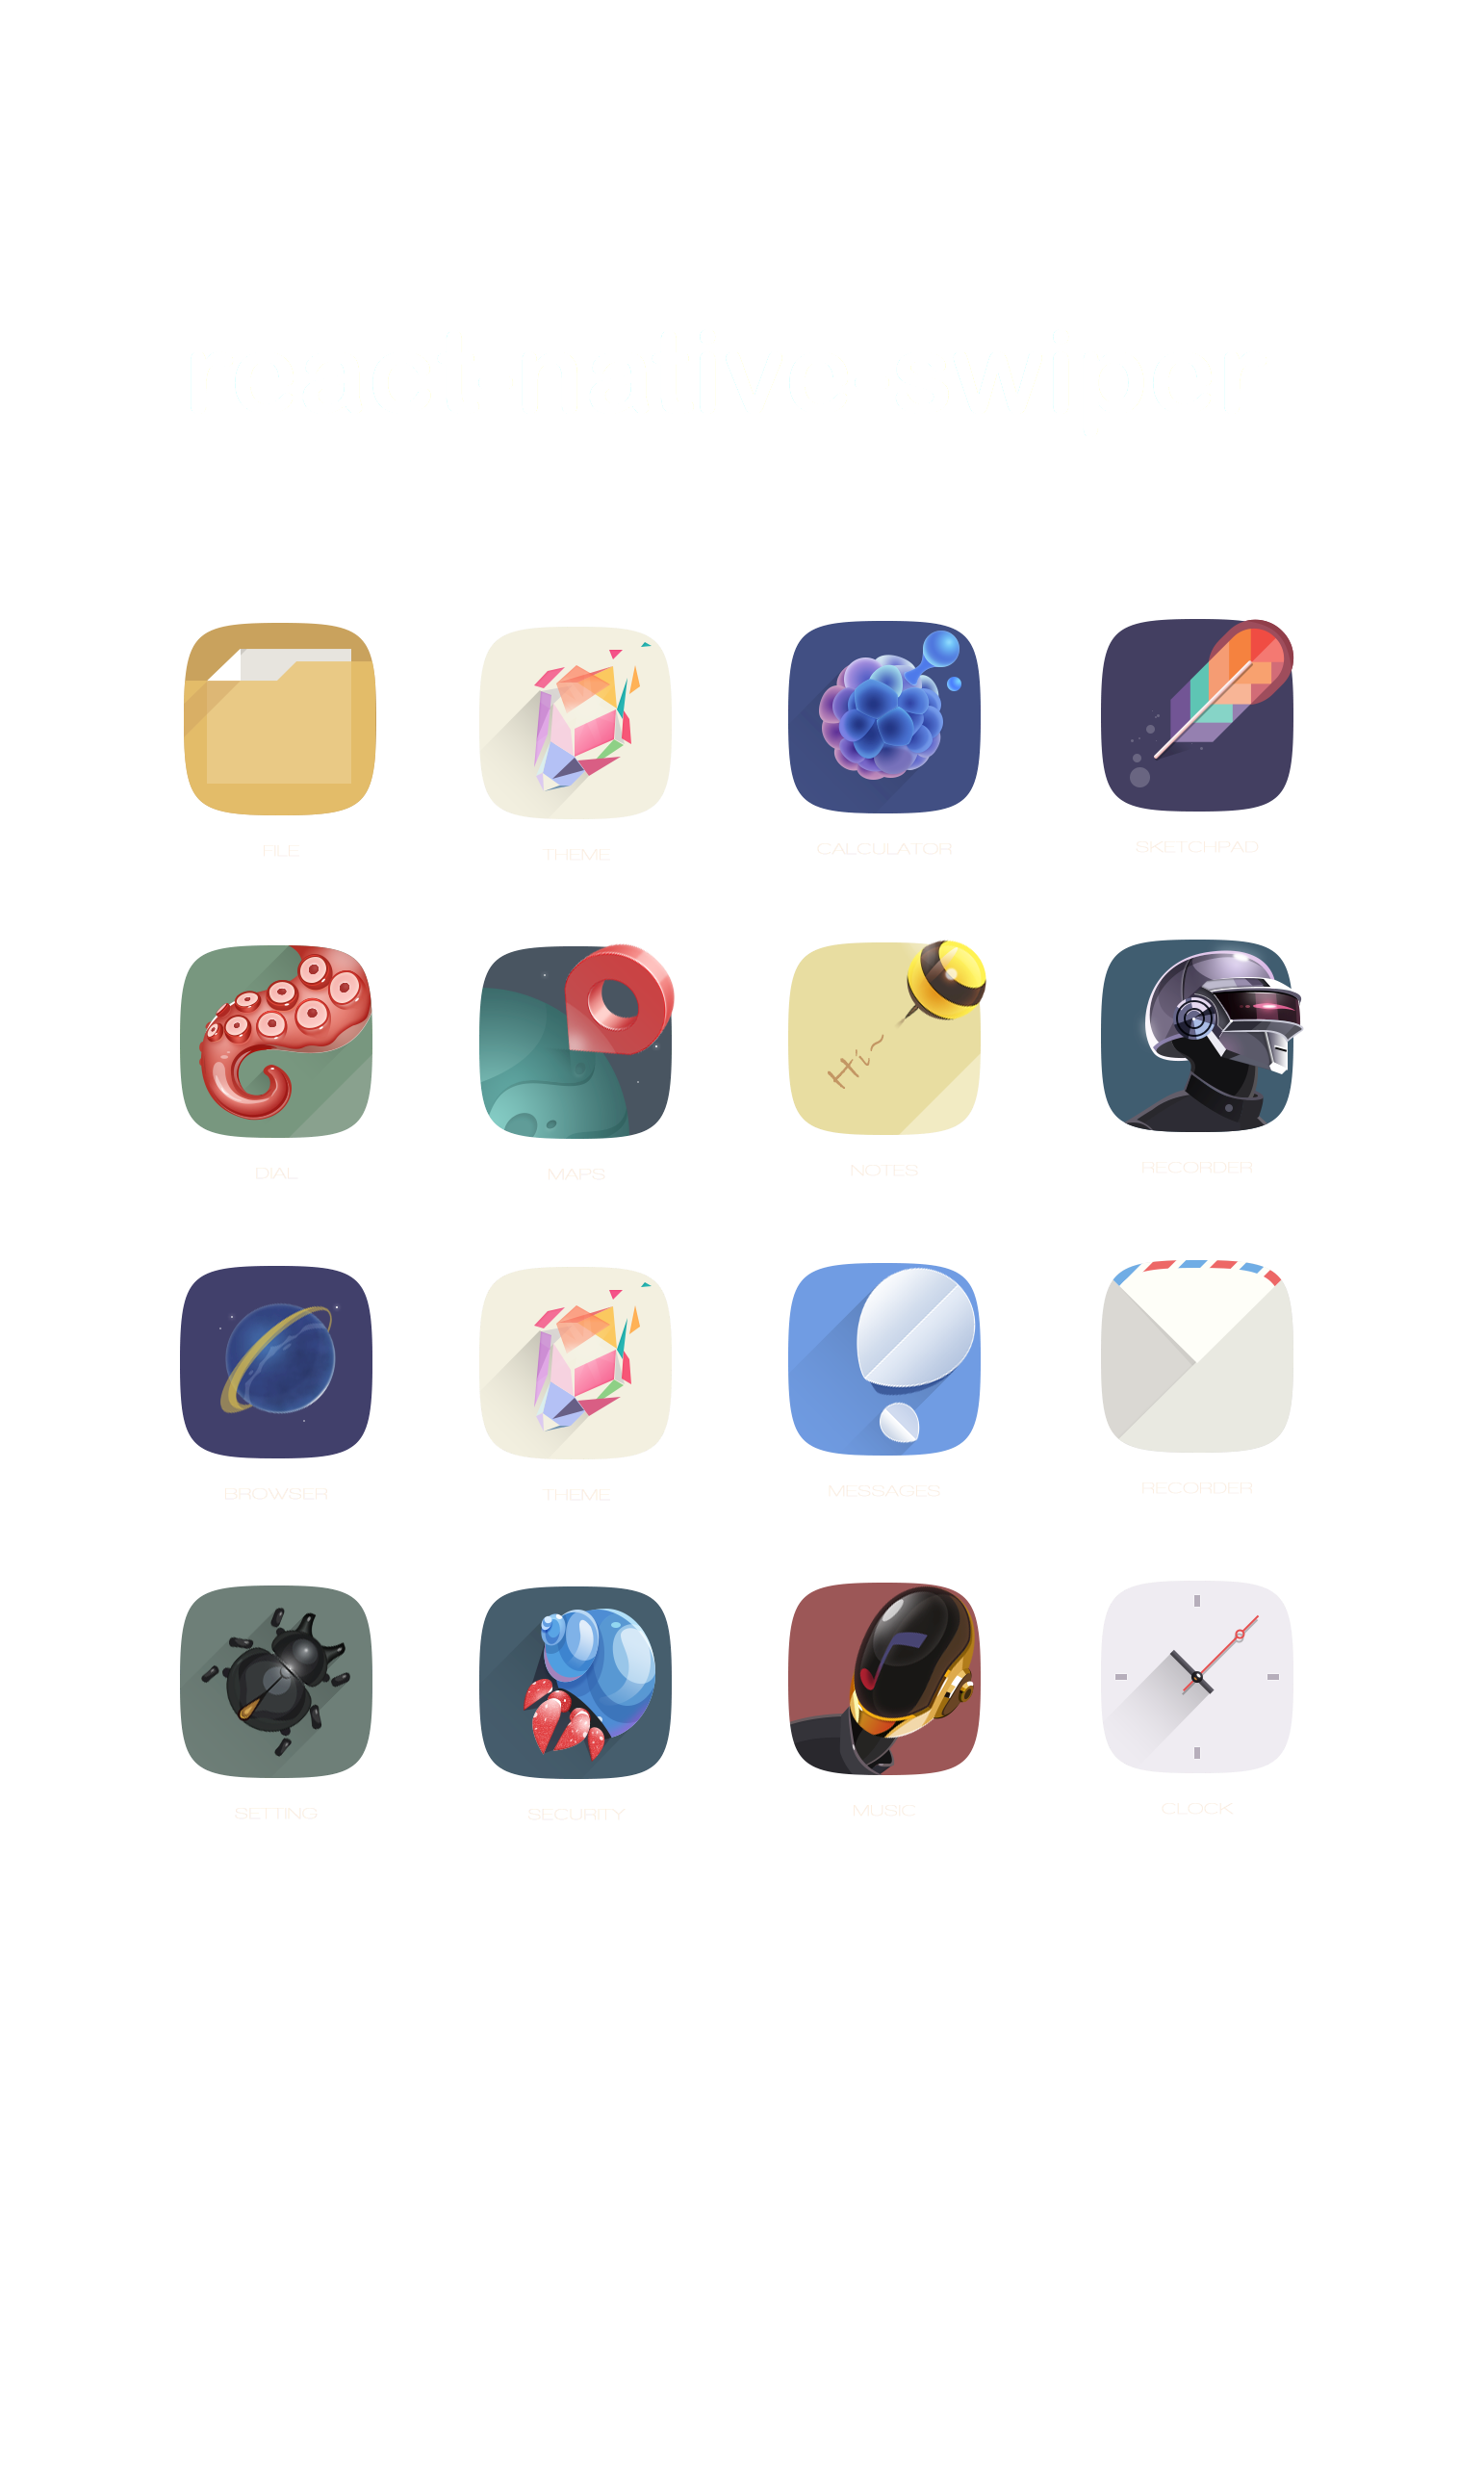 FILE THEME CALCULATOR SKETCHPAD
Hi~
DIAL MAPS NOTES RECORDER
BROWSER THEME MESSAGES RECORDER
SETTING SECURITY MUSIC CLOCK